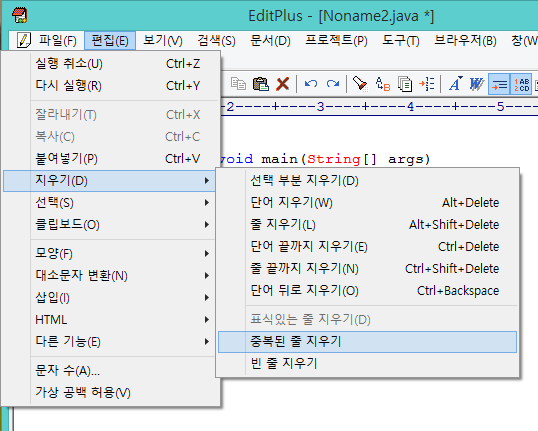 EditPlus - [Noname2.java *]
파일(F) 편집(E) 보기(V) 검색(S) 문서(D) 프로젝트(P) 도구(T) 브라우저(B) 창(W
실행 취소(U) Ctrl+Z
다시 실행(R) Ctrl+Y
잘라내기(T) Ctrl+X
복사(C) Ctrl+C
붙여넣기(P) Ctrl+V
지우기(D)
선택(S)
클립보드(O)
모양(F)
대소문자 변환(N)
삽입(I)
HTML
다른 기능(E)
문자 수(A)...
가상 공백 허용(V)
--2----+----3----+----4----+----5----
void main(String[] args)
선택 부분 지우기(D)
단어 지우기(W) Alt+Delete
줄 지우기(L) Alt+Shift+Delete
단어 끝까지 지우기(E) Ctrl+Delete
줄 끝까지 지우기(N) Ctrl+Shift+Delete
단어 뒤로 지우기(O) Ctrl+Backspace
표식있는 줄 지우기(D)
중복된 줄 지우기
빈 줄 지우기